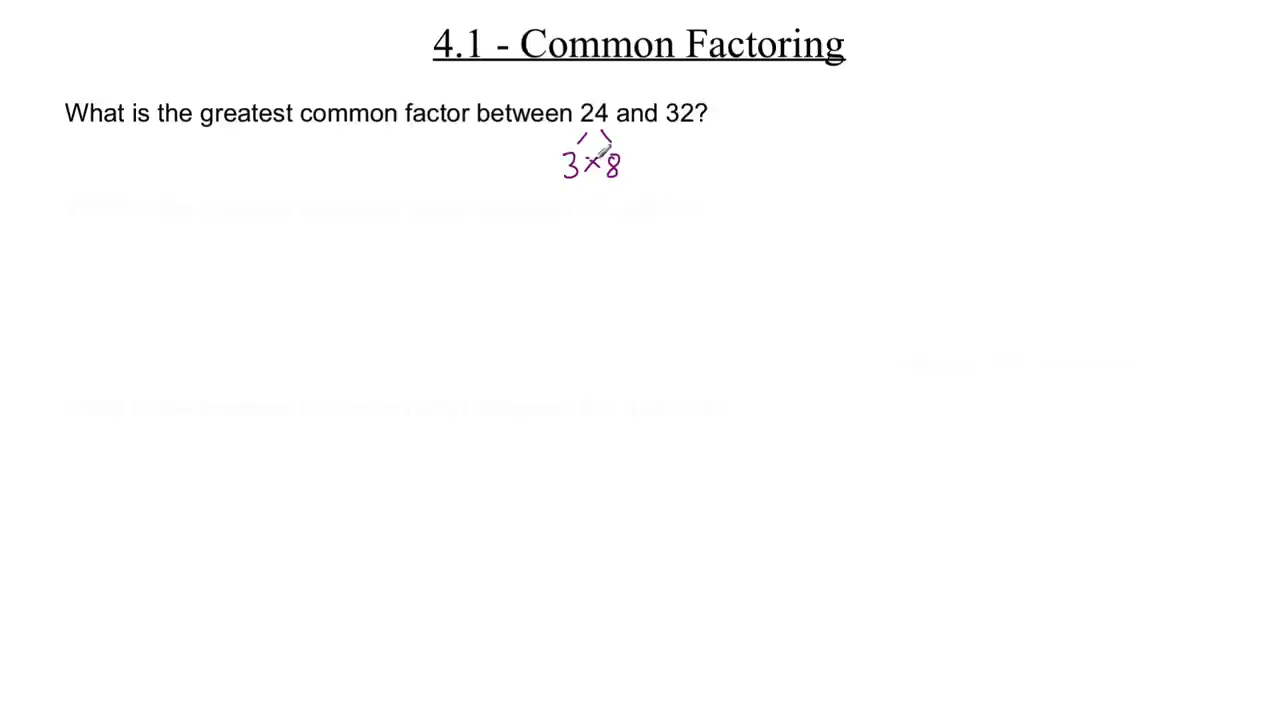 4.1 - Common Factoring
What is the greatest common factor between 24 and 32?
3×8